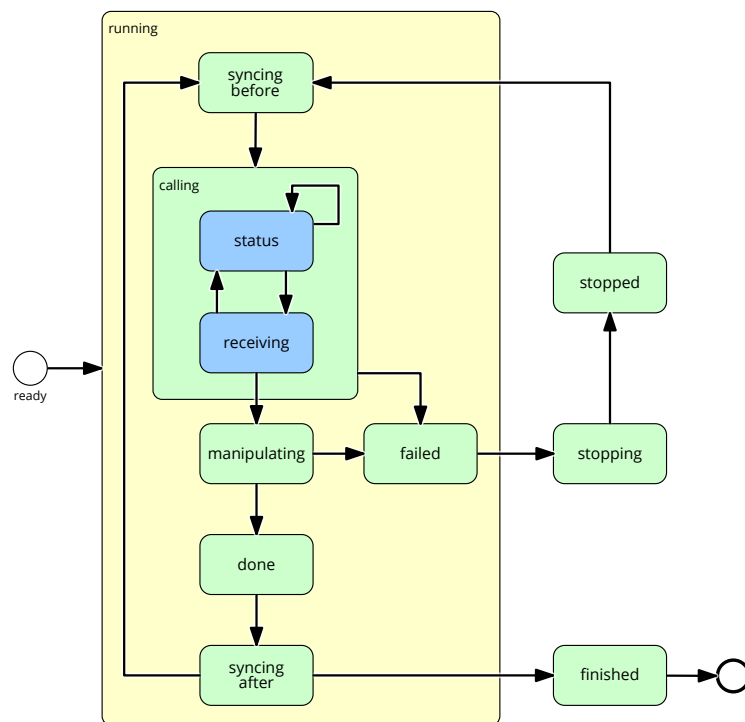 running
syncing
before
calling
status
stopped
receiving
ready
manipulating
failed
stopping
done
syncing
after
finished